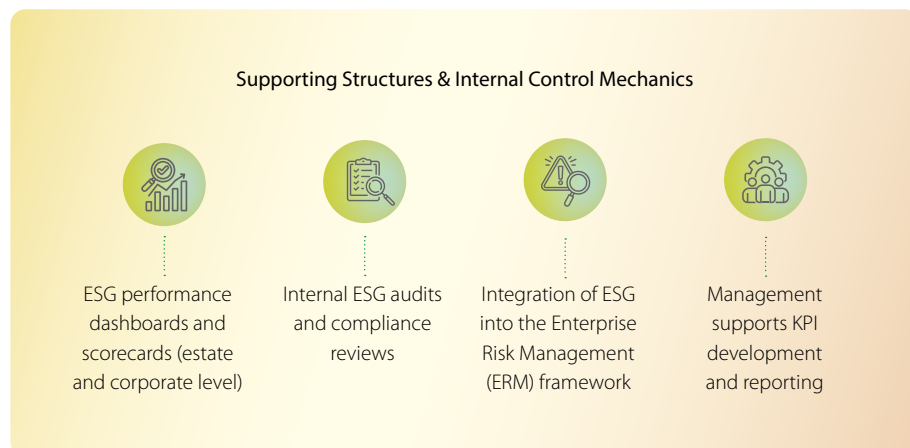 Supporting Structures & Internal Control Mechanics
ESG performance
dashboards and
scorecards (estate
and corporate level)
Internal ESG audits
and compliance
reviews
Integration of ESG
into the Enterprise
Risk Management
(ERM) framework
Management
supports KPI
development
and reporting